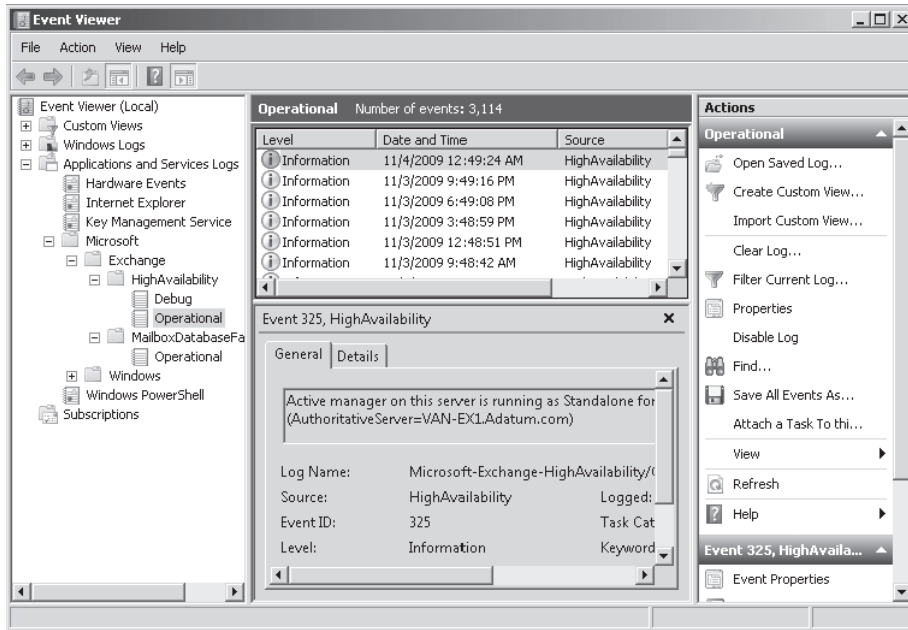 Event Viewer
File Action View Help
Event Viewer (Local)
Custom Views
Windows Logs
Applications and Services Logs
Hardware Events
Internet Explorer
Key Management Service
Microsoft
Exchange
HighAvailability
Debug
Operational
MailboxDatabaseFa
Operational
Windows
Windows PowerShell
Subscriptions
Operational Number of events: 3,114
Level Date and Time Source
Information 11/4/2009 12:49:24 AM HighAvailability
Information 11/3/2009 9:49:16 PM HighAvailability
Information 11/3/2009 6:49:08 PM HighAvailability
Information 11/3/2009 3:48:59 PM HighAvailability
Information 11/3/2009 12:48:51 PM HighAvailability
Information 11/3/2009 9:48:42 AM HighAvailability
Event 325, HighAvailability
General Details
Active manager on this server is running as Standalone for
(AuthoritativeServer=VAN-EX1.Adatum.com)
Log Name: Microsoft-Exchange-HighAvailability/
Source: HighAvailability Logged:
Event ID: 325 Task Cat
Level: Information Keyword
Actions
Operational
Open Saved Log...
Create Custom View...
Import Custom View...
Clear Log...
Filter Current Log...
Properties
Disable Log
Find...
Save All Events As...
Attach a Task To thi...
View
Refresh
Help
Event 325, HighAvaila...
Event Properties